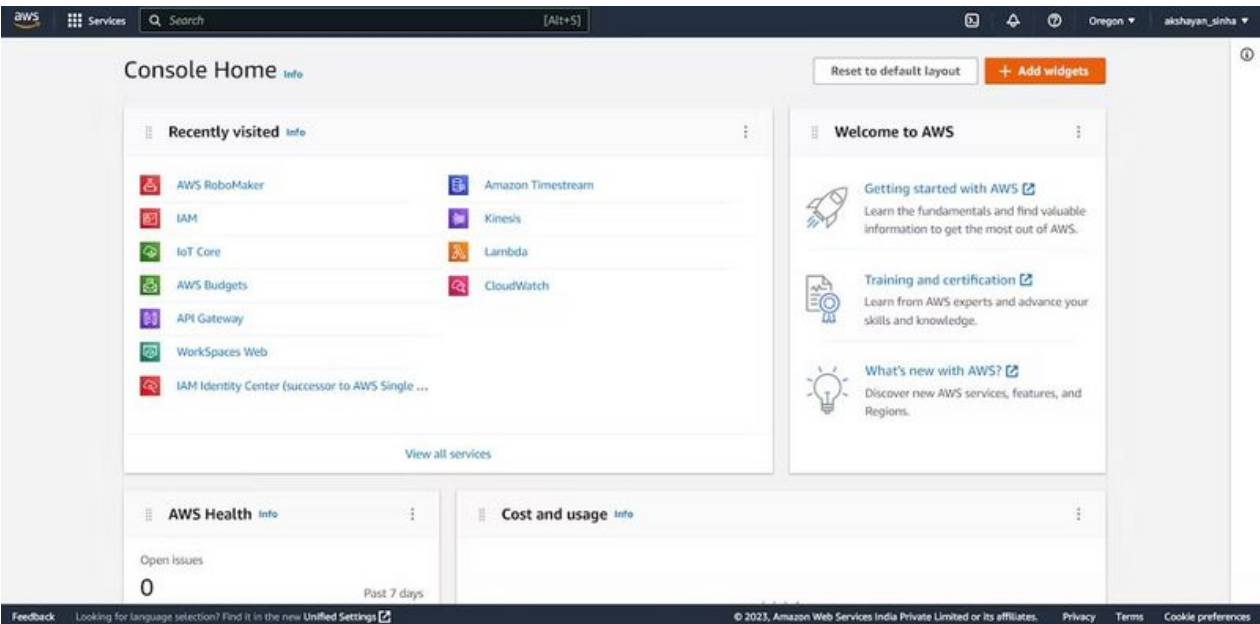 aws
Services
Search
[Alt+S]
Oregon
akshayan_sinha
Console Home Info
Reset to default layout
+ Add widgets
Recently visited Info
AWS RoboMaker
IAM
IoT Core
AWS Budgets
API Gateway
WorkSpaces Web
IAM Identity Center (successor to AWS Single ...
Amazon Timestream
Kinesis
Lambda
CloudWatch
View all services
Welcome to AWS
Getting started with AWS
Learn the fundamentals and find valuable
information to get the most out of AWS.
Training and certification
Learn from AWS experts and advance your
skills and knowledge.
What's new with AWS?
Discover new AWS services, features, and
Regions.
AWS Health Info
Open issues
0
Past 7 days
Cost and usage Info
Feedback
Looking for language selection? Find it in the new Unified Settings
© 2023, Amazon Web Services India Private Limited or its affiliates.
Privacy
Terms
Cookie preferences